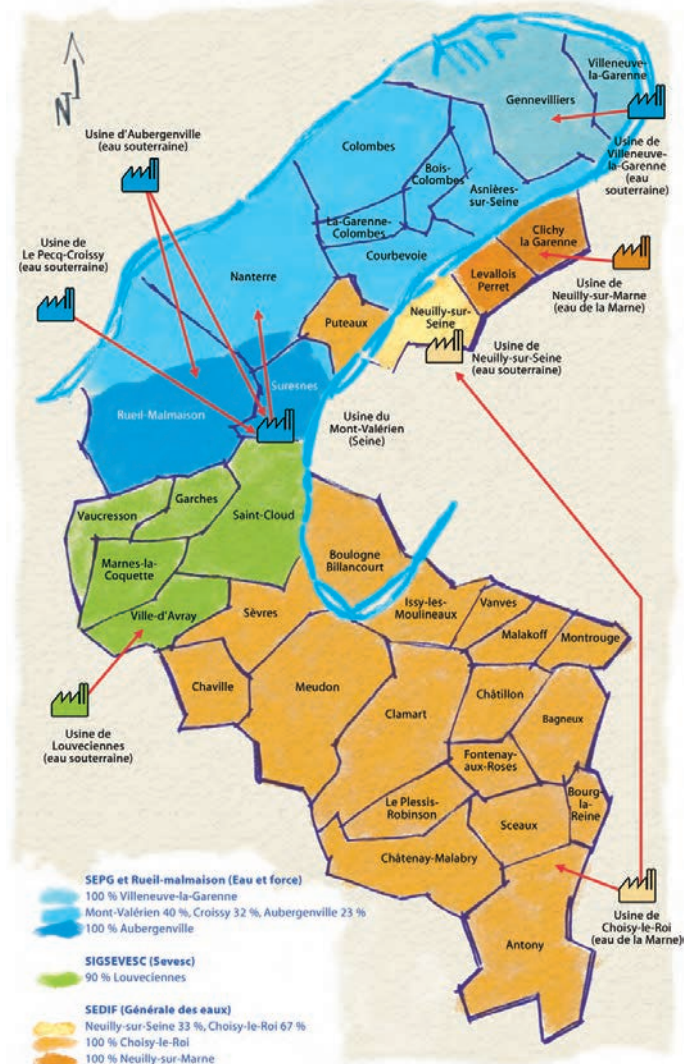 N
Villeneuve-
la-Garenne
Gennevilliers
Usine d'Aubergenville
(eau souterraine)
Colombes
Usine de
Villeneuve-
la-Garenne
(eau
souterraine)
Bois-
Colombes
Asnières-
sur-Seine
La-Garenne-
Colombes
Clichy
la Garenne
Usine de
Le Pecq-Croissy
(eau souterraine)
Courbevoie
Nanterre
Levallois
Perret
Usine de
Neuilly-sur-Marne
(eau de la Marne)
Puteaux
Neuilly-sur-
Seine
Usine de
Neuilly-sur-Seine
(eau souterraine)
Suresnes
Rueil-Malmaison
Usine du
Mont-Valérien
(Seine)
Garches
Vaucresson
Saint-Cloud
Marnes-la-
Coquette
Boulogne
Billancourt
Ville-d'Avray
Sèvres
Issy-les-
Moulineaux
Vanves
Malakoff
Montrouge
Chaville
Meudon
Clamart
Châtillon
Bagneux
Usine de
Louveciennes
(eau souterraine)
Fontenay-
aux-Roses
Bourg-
la-
Reine
Le Plessis-
Robinson
Sceaux
Châtenay-Malabry
Usine de
Choisy-le-Roi
(eau de la Marne)
Antony
SEPG et Rueil-malmaison (Eau et force)
100 % Villeneuve-la-Garenne
Mont-Valérien 40 %, Croissy 32 %, Aubergenville 23 %
100 % Aubergenville
SIGSEVESC (Sevesc)
90 % Louveciennes
SEDIF (Générale des eaux)
Neuilly-sur-Seine 33 %, Choisy-le-Roi 67 %
100 % Choisy-le-Roi
100 % Neuilly-sur-Marne